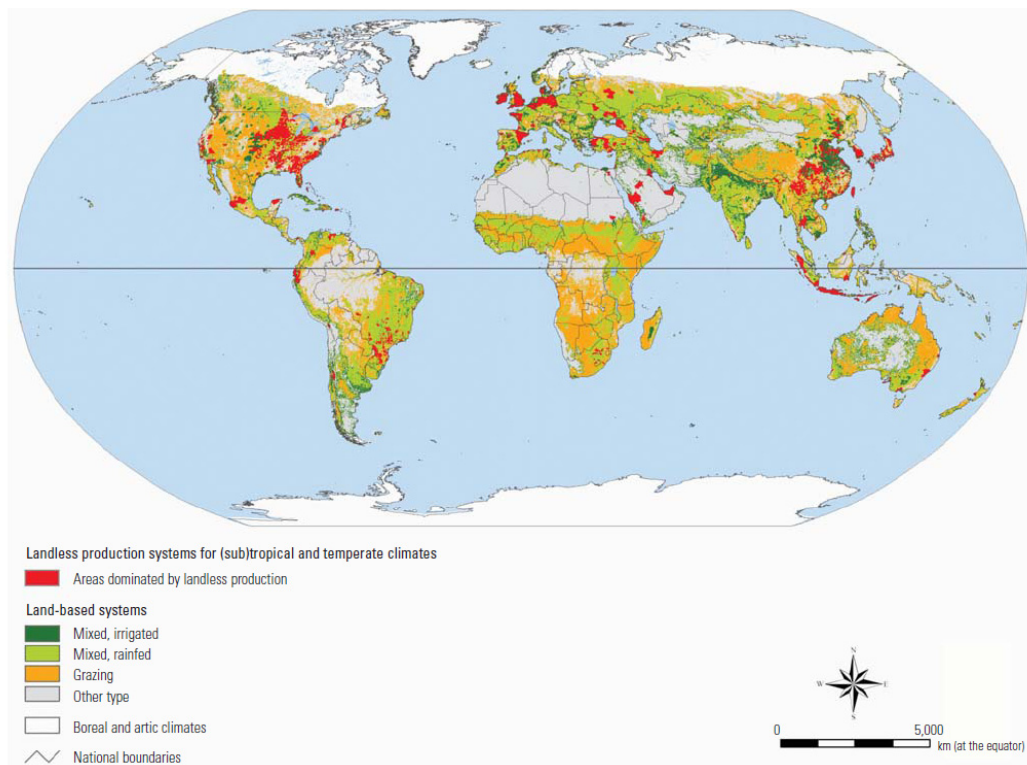 Landless production systems for (sub)tropical and temperate climates
Areas dominated by landless production
Land-based systems
Mixed, irrigated
Mixed, rainfed
Grazing
Other type
Boreal and artic climates
National boundaries
N
W E
S
0 5,000
km (at the equator)